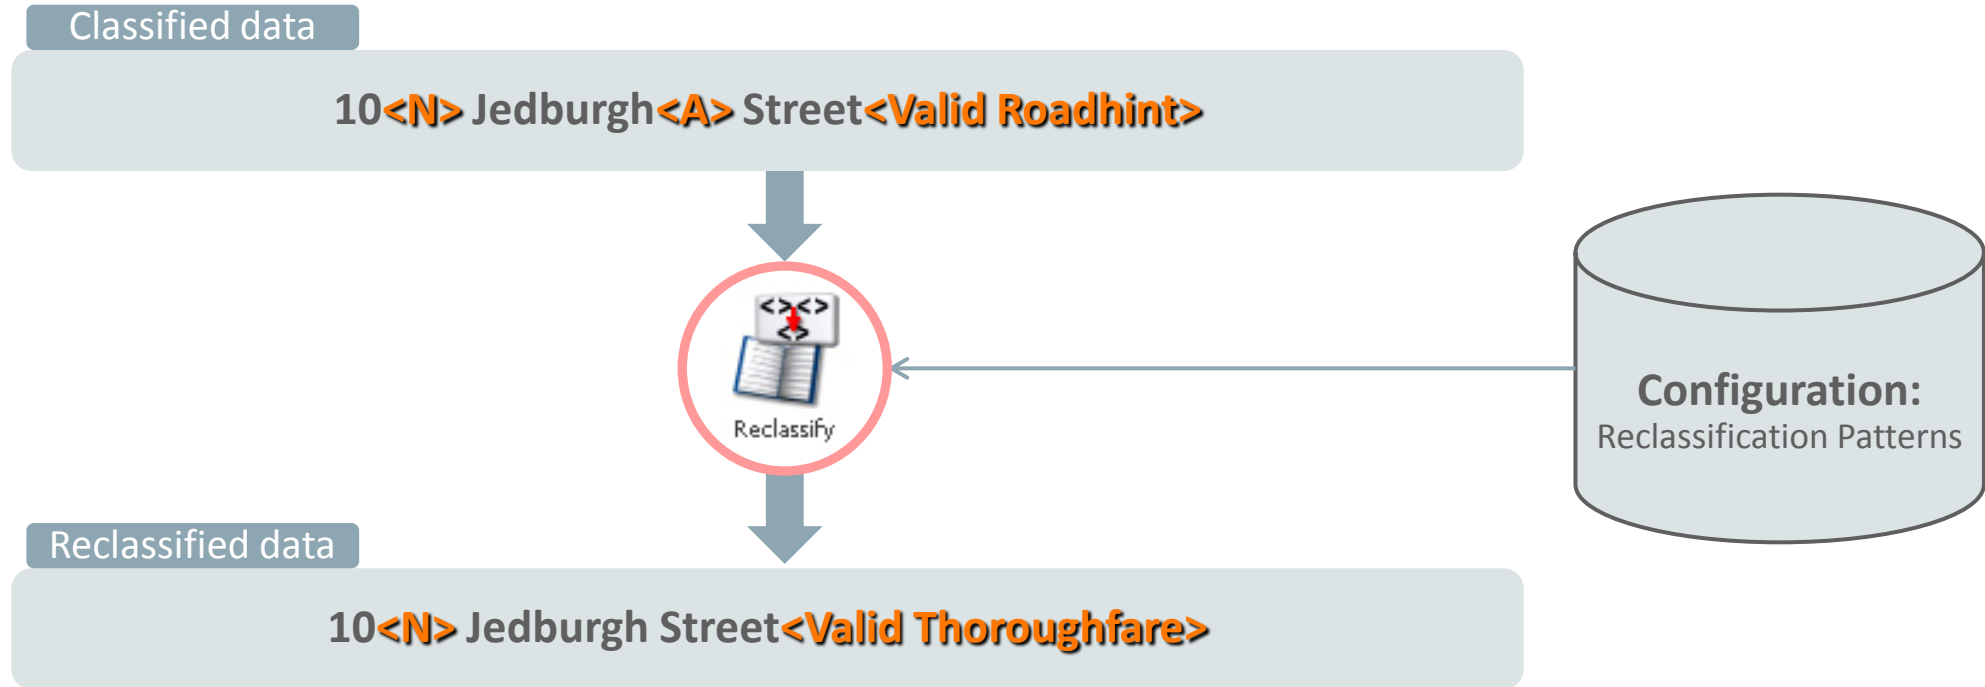 Classified data
10<N> Jedburgh<A> Street<Valid Roadhint>
<><>
<>
Reclassify
Configuration:
Reclassification Patterns
Reclassified data
10<N> Jedburgh Street<Valid Thoroughfare>